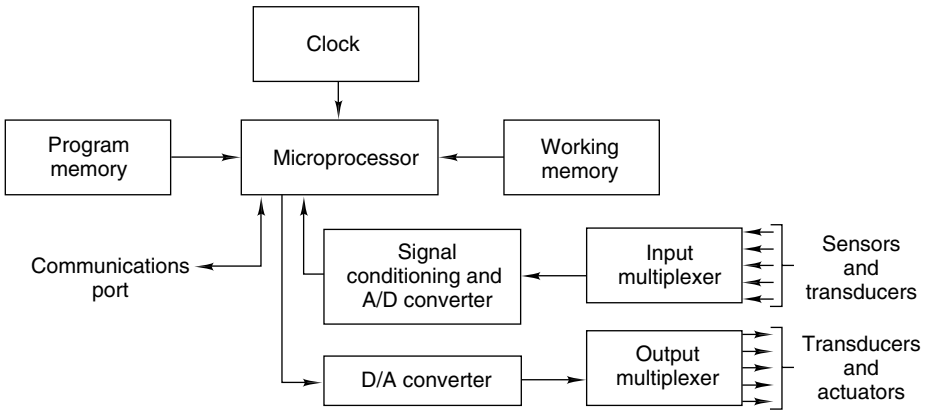 Clock
Program
memory
Microprocessor
Working
memory
Communications
port
Signal
conditioning and
A/D converter
Input
multiplexer
Sensors
and
transducers
D/A converter
Output
multiplexer
Transducers
and
actuators